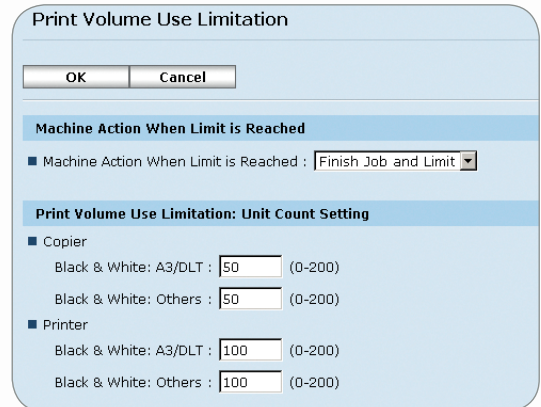 Print Volume Use Limitation
OK Cancel
Machine Action When Limit is Reached
Machine Action When Limit is Reached : Finish Job and Limit
Print Volume Use Limitation: Unit Count Setting
Copier
Black & White: A3/DLT : 50 (0-200)
Black & White: Others : 50 (0-200)
Printer
Black & White: A3/DLT : 100 (0-200)
Black & White: Others : 100 (0-200)